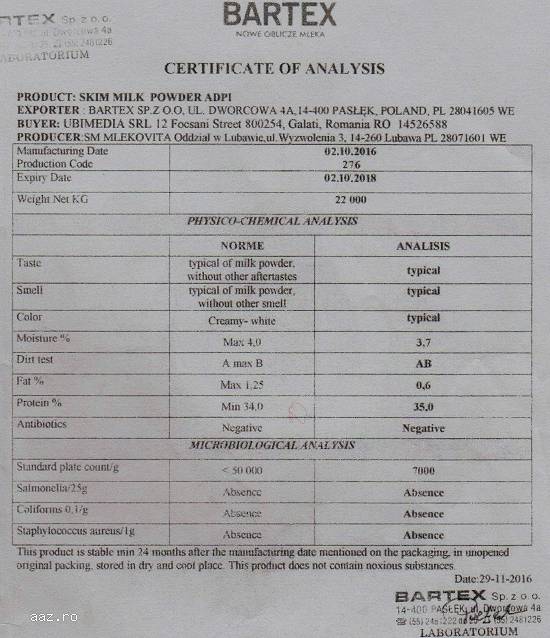 BARTEX
NOWE OBLICZE MLEKA
RTEX Sp z o.o.
Dworcowa 4a
LABORATORIUM
CERTIFICATE OF ANALYSIS
PRODUCT: SKIM MILK POWDER ADPI
EXPORTER : BARTEX SP.Z O.O, UL. DWORCOWA 4A,14-400 PASŁĘK, POLAND, PL 28041605 WE
BUYER: UBIMEDIA SRL 12 Focsani Street 800254, Galati, Romania RO 14526588
PRODUCER:SM MLEKOVITA Oddzial w Lubawie,ul.Wyzwolenia 3, 14-260 Lubawa PL 28071601 WE
Manufacturing Date 02.10.2016
Production Code 276
Expiry Date 02.10.2018
Weight Net KG 22 000
PHYSICO-CHEMICAL ANALYSIS
NORME ANALISIS
Taste typical of milk powder, without other aftertastes typical
Smell typical of milk powder, without other smell typical
Color Creamy- white typical
Moisture % Max 4,0 3,7
Dirt test A max B AB
Fat % Max 1,25 0,6
Protein % Min 34,0 35,0
Antibiotics Negative Negative
MICROBIOLOGICAL ANALYSIS
Standard plate count/g < 50 000 7000
Salmonella/25g Absence Absence
Coliforms 0,1/g Absence Absence
Staphylococcus aureus/1g Absence Absence
This product is stable min 24 months after the manufacturing date mentioned on the packaging, in unopened
original packing, stored in dry and cool place. This product does not contain noxious substances.
Date:29-11-2016
BARTEX Sp. z o.o.
14-400 PASŁĘK, ul. Dworcowa 4a
LABORATORIUM
aaz.ro